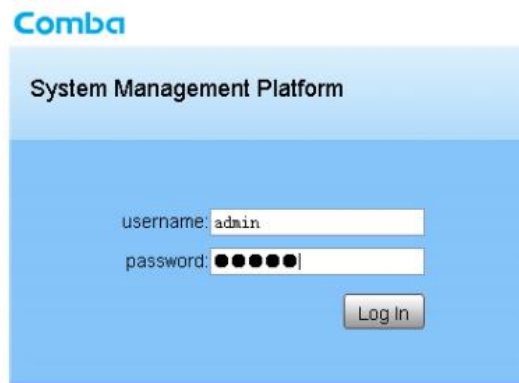 Comba
System Management Platform
username: admin
password: ●●●●●
Log In